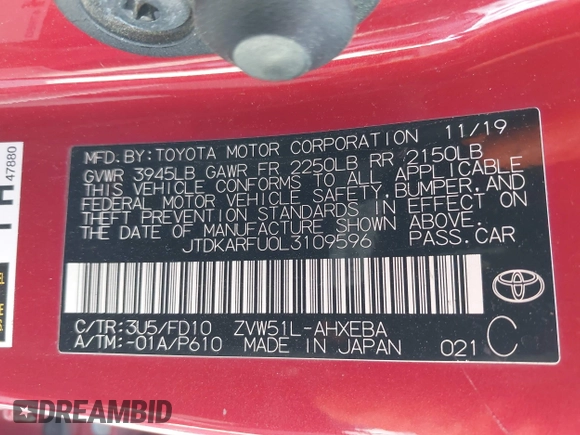 MFD.BY:TOYOTA MOTOR CORPORATION 11/19
GVWR 3945LB GAWR FR 2250LB RR 2150LB
THIS VEHICLE CONFORMS TO ALL APPLICABLE
FEDERAL MOTOR VEHICLE SAFETY, BUMPER, AND
THEFT PREVENTION STANDARDS IN EFFECT ON
THE DATE OF MANUFACTURE SHOWN ABOVE.
JTDKARFU0L3109596 PASS.CAR
C/TR:3U5/FD10 ZVW51L-AHXEBA
A/TM:-01A/P610 MADE IN JAPAN 021 C
47880
DREAMBID